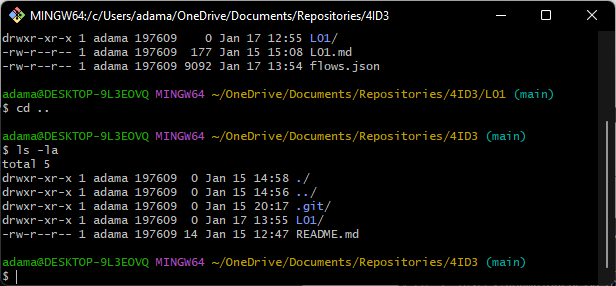 MINGW64:/c/Users/adama/OneDrive/Documents/Repositories/4ID3
drwxr-xr-x 1 adama 197609    0 Jan 17 12:55 LO1/
-rw-r--r-- 1 adama 197609  177 Jan 15 15:08 LO1.md
-rw-r--r-- 1 adama 197609 9092 Jan 17 13:54 flows.json
adama@DESKTOP-9L3EOVQ MINGW64 ~/OneDrive/Documents/Repositories/4ID3/LO1 (main)
$ cd ..
adama@DESKTOP-9L3EOVQ MINGW64 ~/OneDrive/Documents/Repositories/4ID3 (main)
$ ls -la
total 5
drwxr-xr-x 1 adama 197609  0 Jan 15 14:58 ./
drwxr-xr-x 1 adama 197609  0 Jan 15 14:56 ../
drwxr-xr-x 1 adama 197609  0 Jan 15 20:17 .git/
drwxr-xr-x 1 adama 197609  0 Jan 17 13:55 LO1/
-rw-r--r-- 1 adama 197609 14 Jan 15 12:47 README.md
adama@DESKTOP-9L3EOVQ MINGW64 ~/OneDrive/Documents/Repositories/4ID3 (main)
$